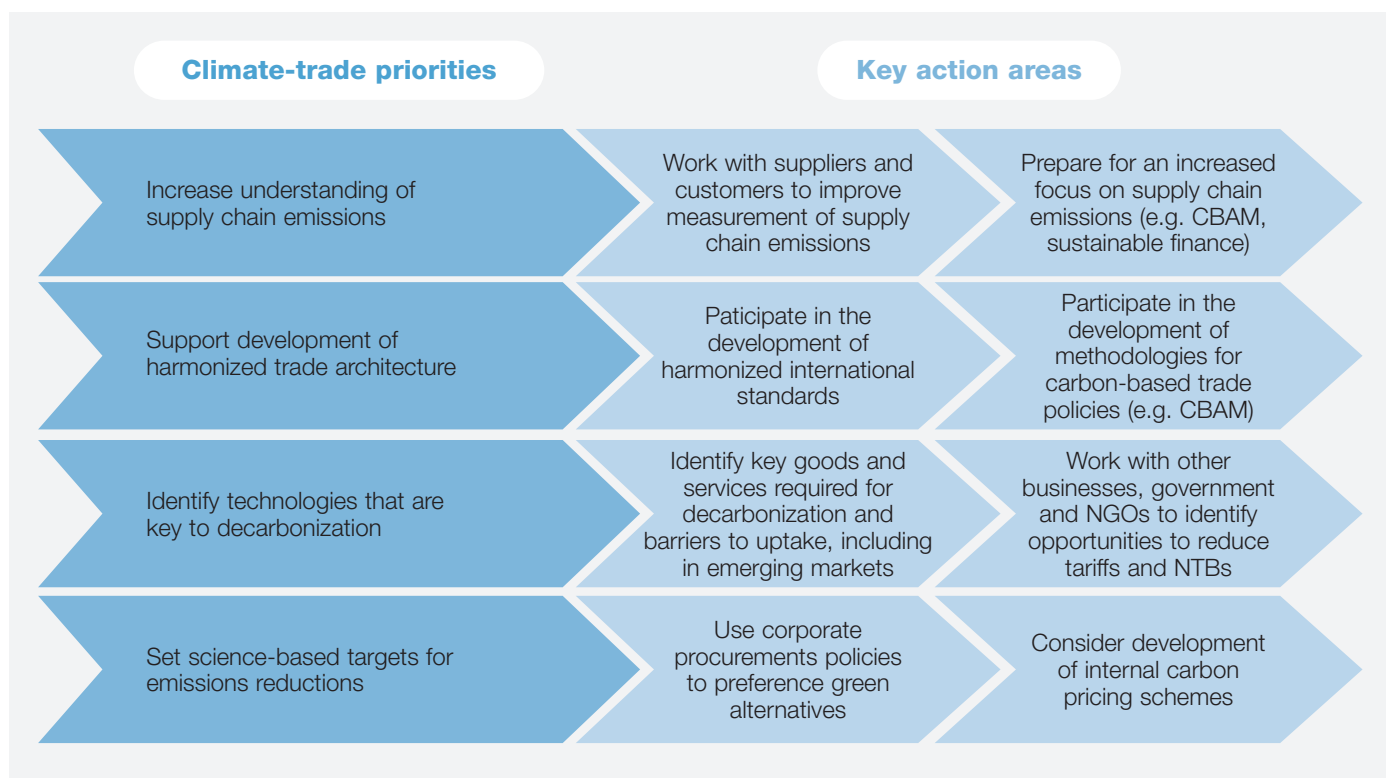 Climate-trade priorities
Key action areas
Increase understanding of
supply chain emissions
Work with suppliers and
customers to improve
measurement of supply
chain emissions
Prepare for an increased
focus on supply chain
emissions (e.g. CBAM,
sustainable finance)
Support development of
harmonized trade architecture
Paticipate in the
development of
harmonized international
standards
Participate in the
development of
methodologies for
carbon-based trade
policies (e.g. CBAM)
Identify technologies that are
key to decarbonization
Identify key goods and
services required for
decarbonization and
barriers to uptake, including
in emerging markets
Work with other
businesses, government
and NGOs to identify
opportunities to reduce
tariffs and NTBs
Set science-based targets for
emissions reductions
Use corporate
procurements policies
to preference green
alternatives
Consider development
of internal carbon
pricing schemes